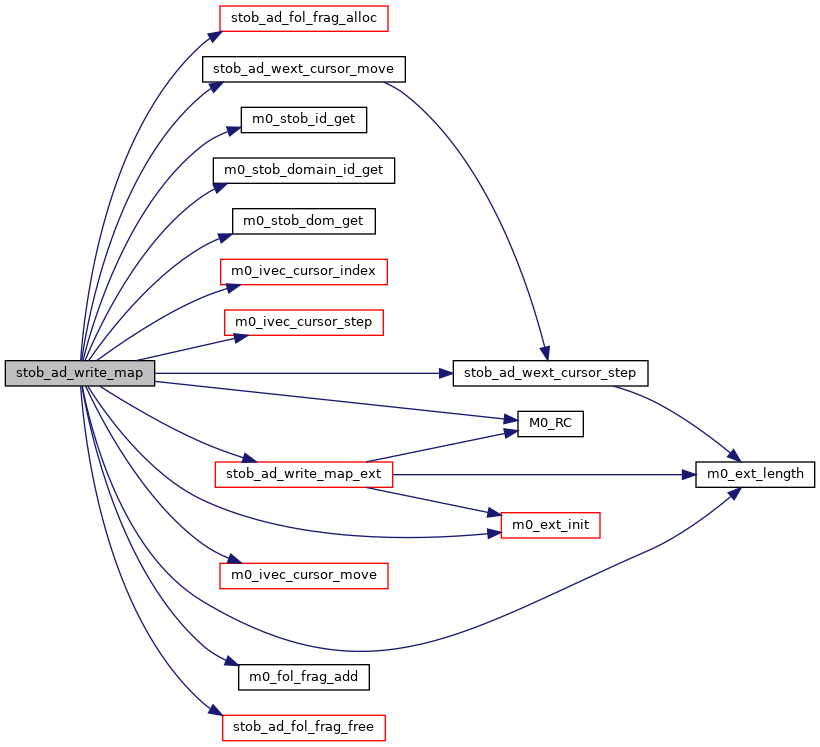 stob_ad_fol_frag_alloc
stob_ad_wext_cursor_move
m0_stob_id_get
m0_stob_domain_id_get
m0_stob_dom_get
m0_ivec_cursor_index
m0_ivec_cursor_step
stob_ad_write_map
stob_ad_wext_cursor_step
M0_RC
stob_ad_write_map_ext
m0_ext_length
m0_ext_init
m0_ivec_cursor_move
m0_fol_frag_add
stob_ad_fol_frag_free